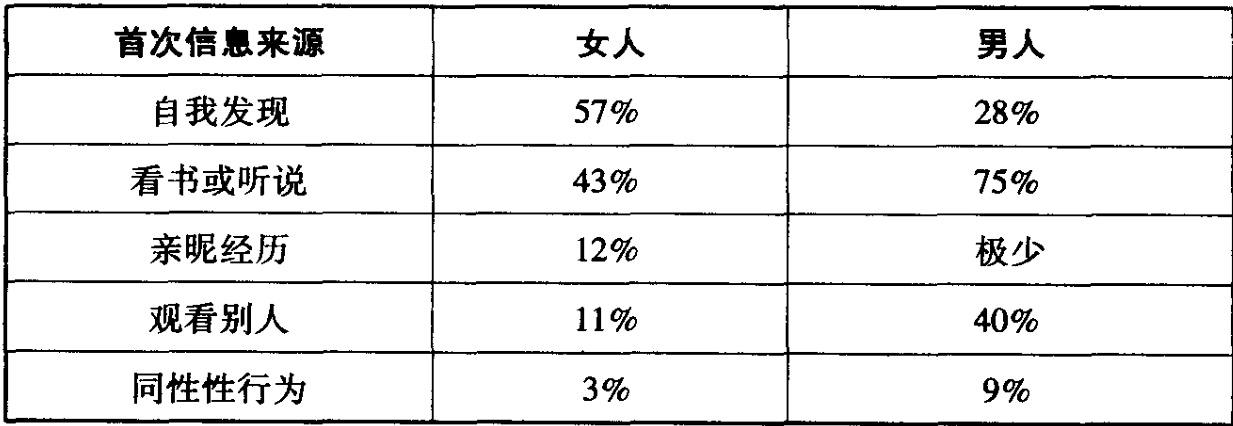 首次信息来源 女人 男人
自我发现 57% 28%
看书或听说 43% 75%
亲昵经历 12% 极少
观看别人 11% 40%
同性性行为 3% 9%